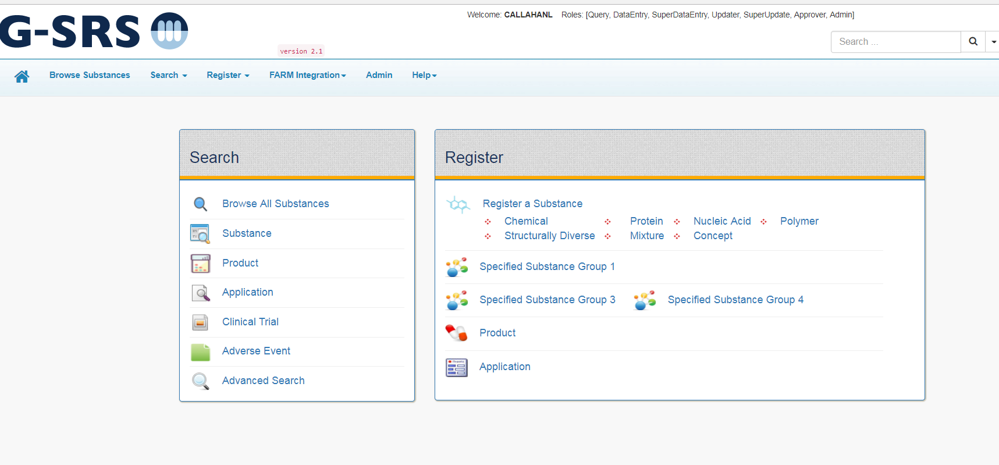 G-SRS
Welcome: CALLAHANL Roles: [Query, DataEntry, SuperDataEntry, Updater, SuperUpdate, Approver, Admin]
Search ...
version 2.1
Browse Substances Search Register FARM Integration Admin Help
Search
Browse All Substances
Substance
Product
Application
Clinical Trial
Adverse Event
Advanced Search
Register
Register a Substance
Chemical Protein Nucleic Acid Polymer
Structurally Diverse Mixture Concept
Specified Substance Group 1
Specified Substance Group 3 Specified Substance Group 4
Product
Application